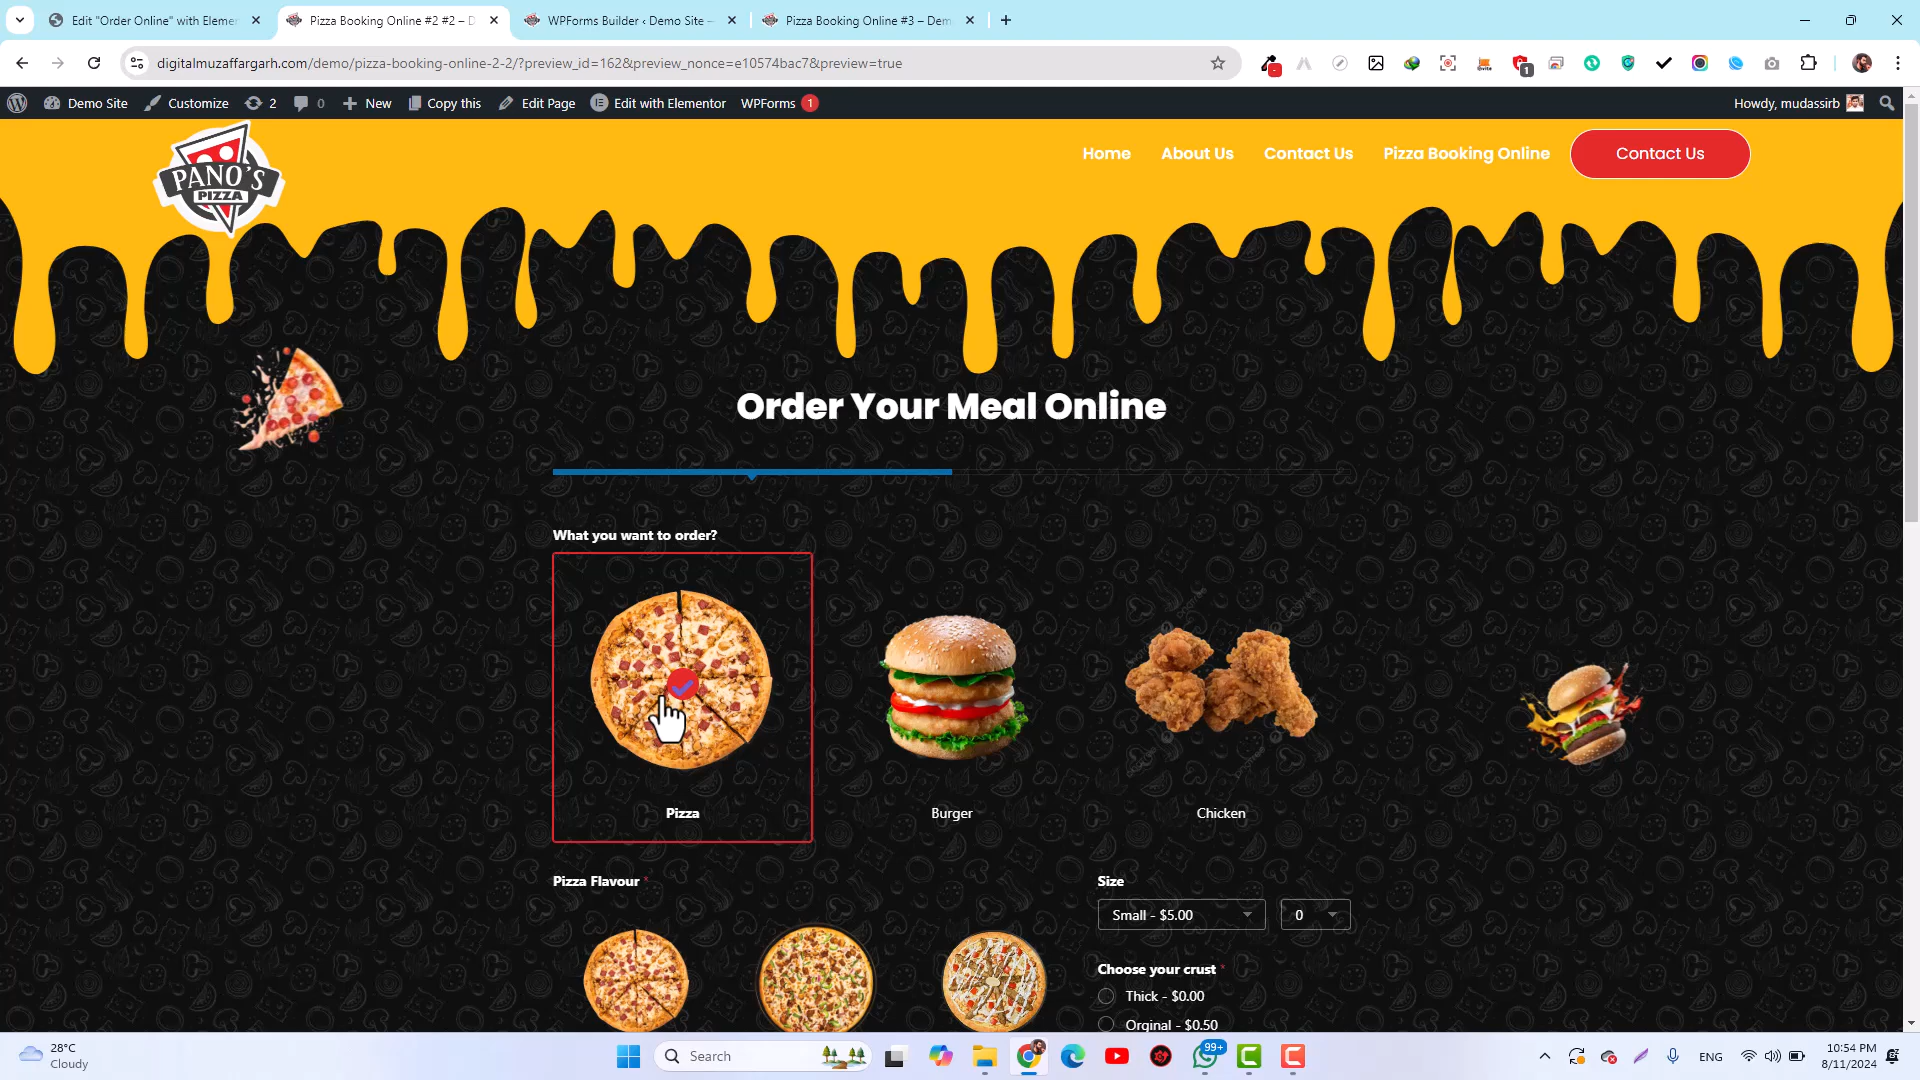 Edit "Order Online" with Elemen
Pizza Booking Online #2 #2 – D
WPForms Builder ‹ Demo Site –
Pizza Booking Online #3 – Dem
digitalmuzaffargarh.com/demo/pizza-booking-online-2-2/?preview_id=162&preview_nonce=e10574bac7&preview=true
1
Demo Site
Customize
2
0
New
Copy this
Edit Page
Edit with Elementor
WPForms 1
Howdy, mudassirb
PANO'S
PIZZA
Home
About Us
Contact Us
Pizza Booking Online
Contact Us
Order Your Meal Online
What you want to order?
Pizza
Burger
Chicken
Pizza Flavour *
Size
Small - $5.00
0
Choose your crust *
Thick - $0.00
Orginal - $0.50
28°C
Cloudy
Search
99+
ENG
10:54 PM
8/11/2024